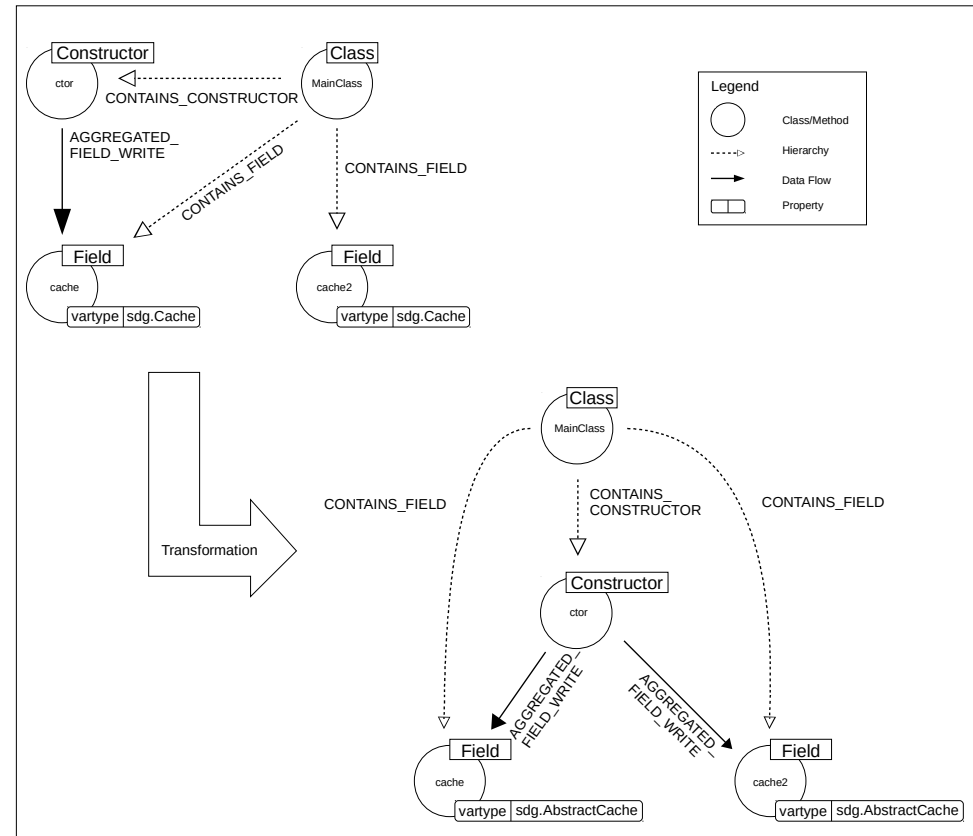 Constructor
ctor
Class
MainClass
CONTAINS_CONSTRUCTOR
AGGREGATED_
FIELD_WRITE
CONTAINS_FIELD
CONTAINS_FIELD
Field
cache
vartype sdg.Cache
Field
cache2
vartype sdg.Cache
Legend
Class/Method
Hierarchy
Data Flow
Property
Transformation
Class
MainClass
CONTAINS_FIELD
CONTAINS_
CONSTRUCTOR
CONTAINS_FIELD
Constructor
ctor
AGGREGATED_
FIELD_WRITE
AGGREGATED_
FIELD_WRITE
Field
cache
vartype sdg.AbstractCache
Field
cache2
vartype sdg.AbstractCache